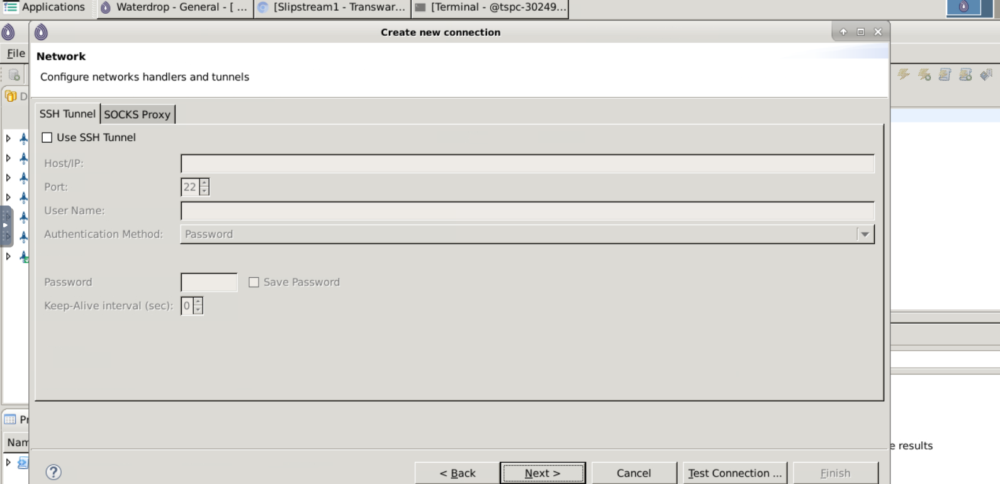 Applications
Waterdrop - General - [ ...
[Slipstream1 - Transwar...
[Terminal - @tspc-30249...
Create new connection
File
Network
Configure networks handlers and tunnels
D
SSH Tunnel
SOCKS Proxy
Use SSH Tunnel
Host/IP:
Port:
22
User Name:
Authentication Method:
Password
Password
Save Password
Keep-Alive interval (sec):
0
Pr
Nam
e results
?
< Back
Next >
Cancel
Test Connection ...
Finish